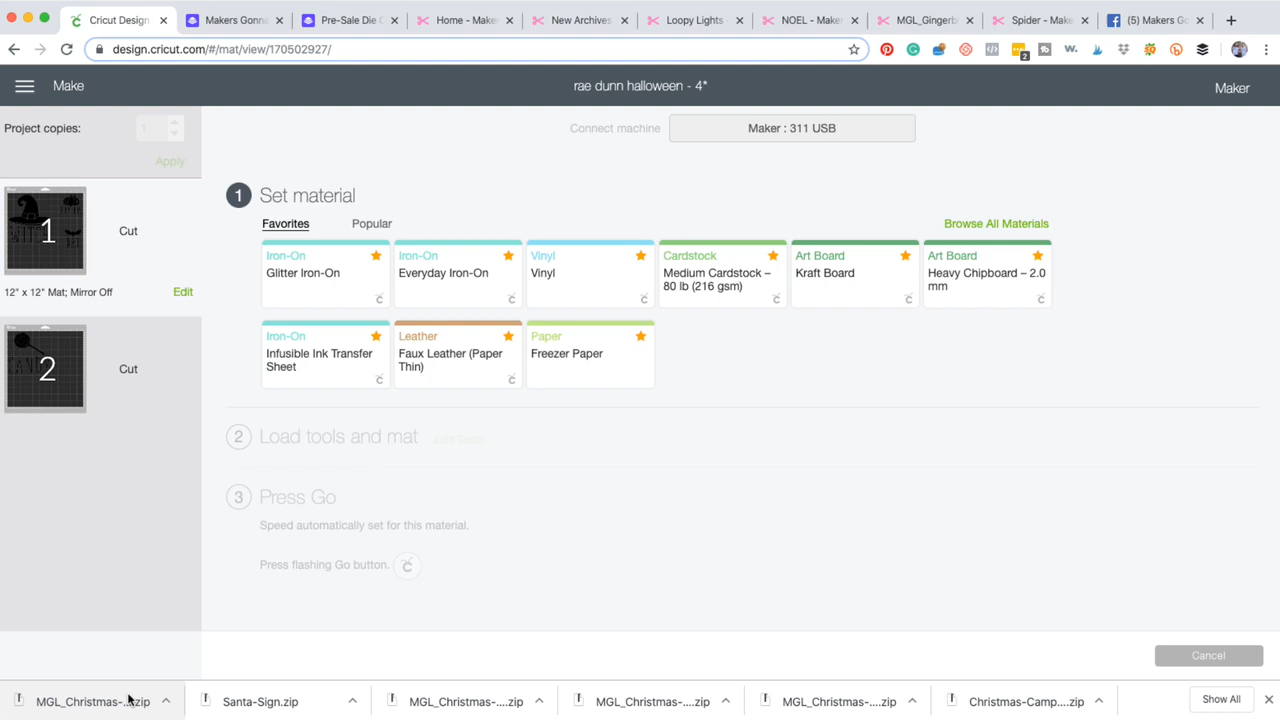 Cricut Design
Makers Gonna
Pre-Sale Die C
Home - Make
New Archives
Loopy Lights
NOEL - Maker
MGL_Gingerb
Spider - Make
(5) Makers Go
design.cricut.com/#/mat/view/170502927/
2
Make
rae dunn halloween - 4*
Maker
Project copies:
1
Apply
Connect machine
Maker : 311 USB
1
Set material
Favorites
Popular
Browse All Materials
Iron-On
Glitter Iron-On
Iron-On
Everyday Iron-On
Vinyl
Vinyl
Cardstock
Medium Cardstock –
80 lb (216 gsm)
Art Board
Kraft Board
Art Board
Heavy Chipboard – 2.0
mm
Iron-On
Infusible Ink Transfer
Sheet
Leather
Faux Leather (Paper
Thin)
Paper
Freezer Paper
1
Cut
12" x 12" Mat; Mirror Off
Edit
2
Cut
2
Load tools and mat
Edit Tools
3
Press Go
Speed automatically set for this material.
Press flashing Go button.
Cancel
MGL_Christmas-....zip
Santa-Sign.zip
MGL_Christmas-....zip
MGL_Christmas-....zip
MGL_Christmas-....zip
Christmas-Camp....zip
Show All